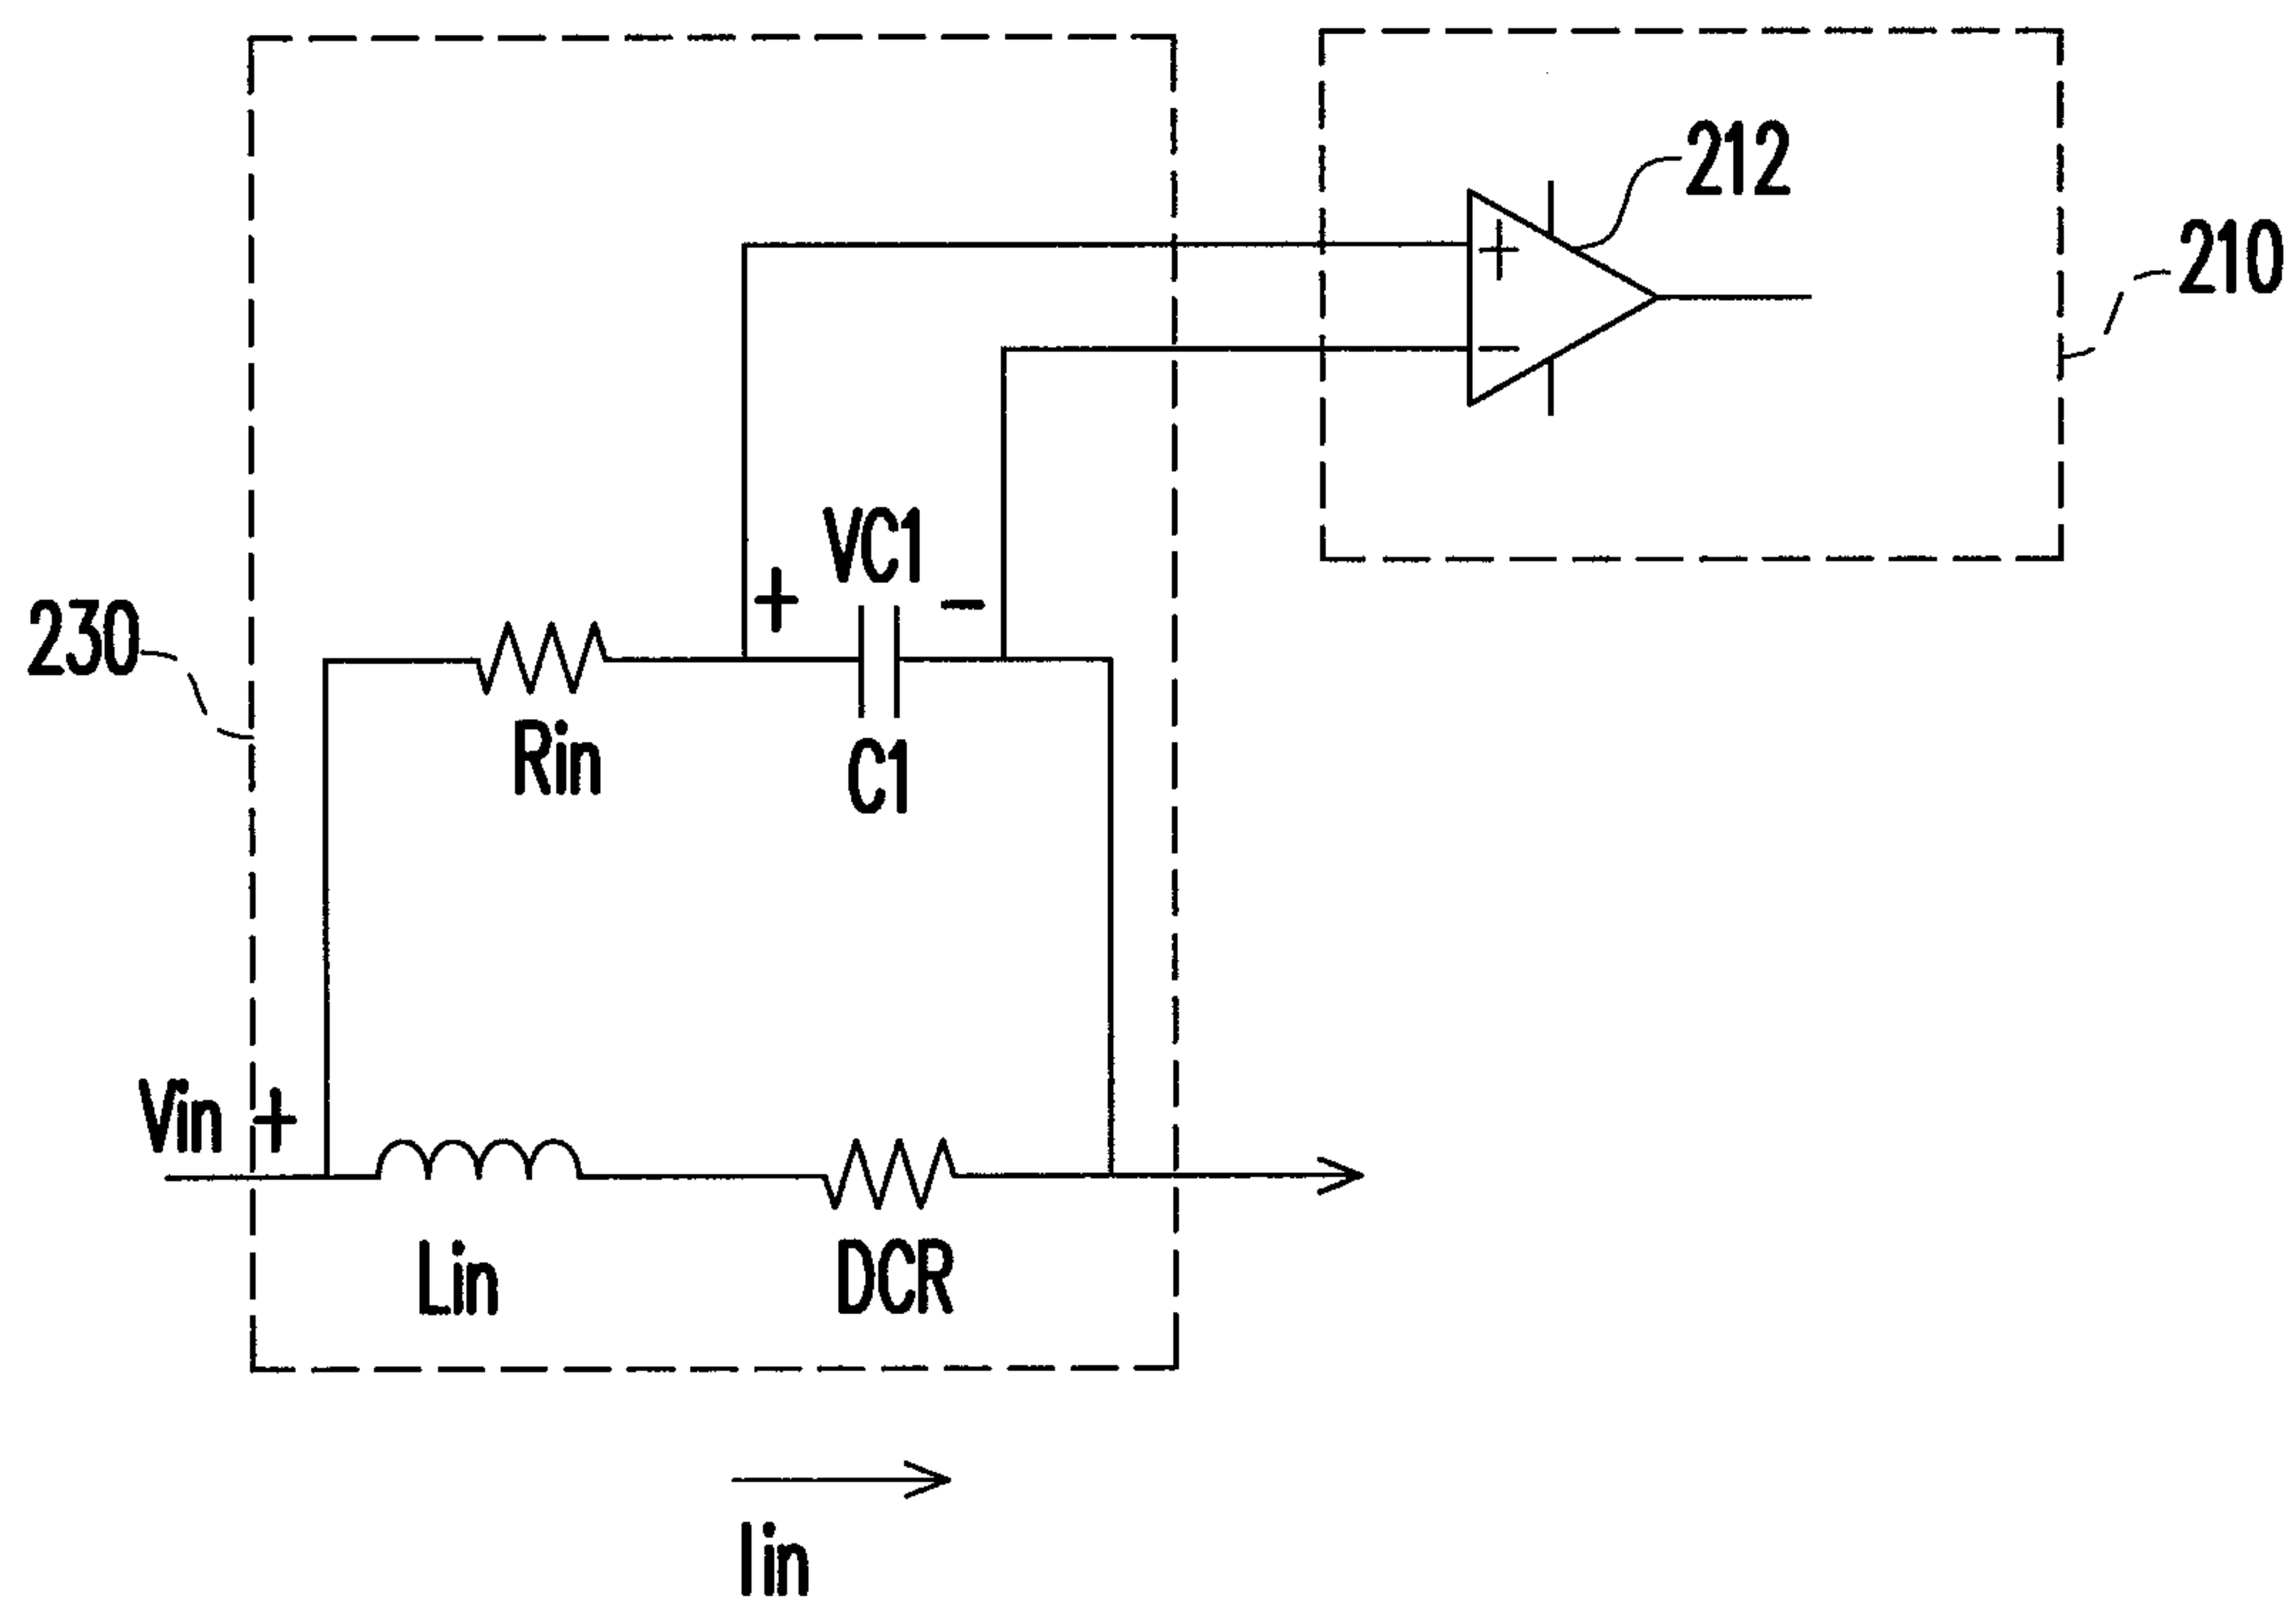 212
210
+
−
VC1
+ −
230
Rin
C1
Vin +
Lin
DCR
Iin